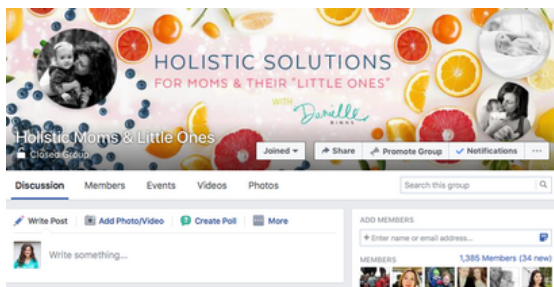 HOLISTIC SOLUTIONS
FOR MOMS & THEIR "LITTLE ONES"
WITH Danielle
BINNS
Holistic Moms & Little Ones
Closed Group
Joined Share Promote Group Notifications ...
Discussion Members Events Videos Photos Search this group
Write Post Add Photo/Video Create Poll More
Write something...
ADD MEMBERS
+ Enter name or email address...
MEMBERS 1,385 Members (34 new)